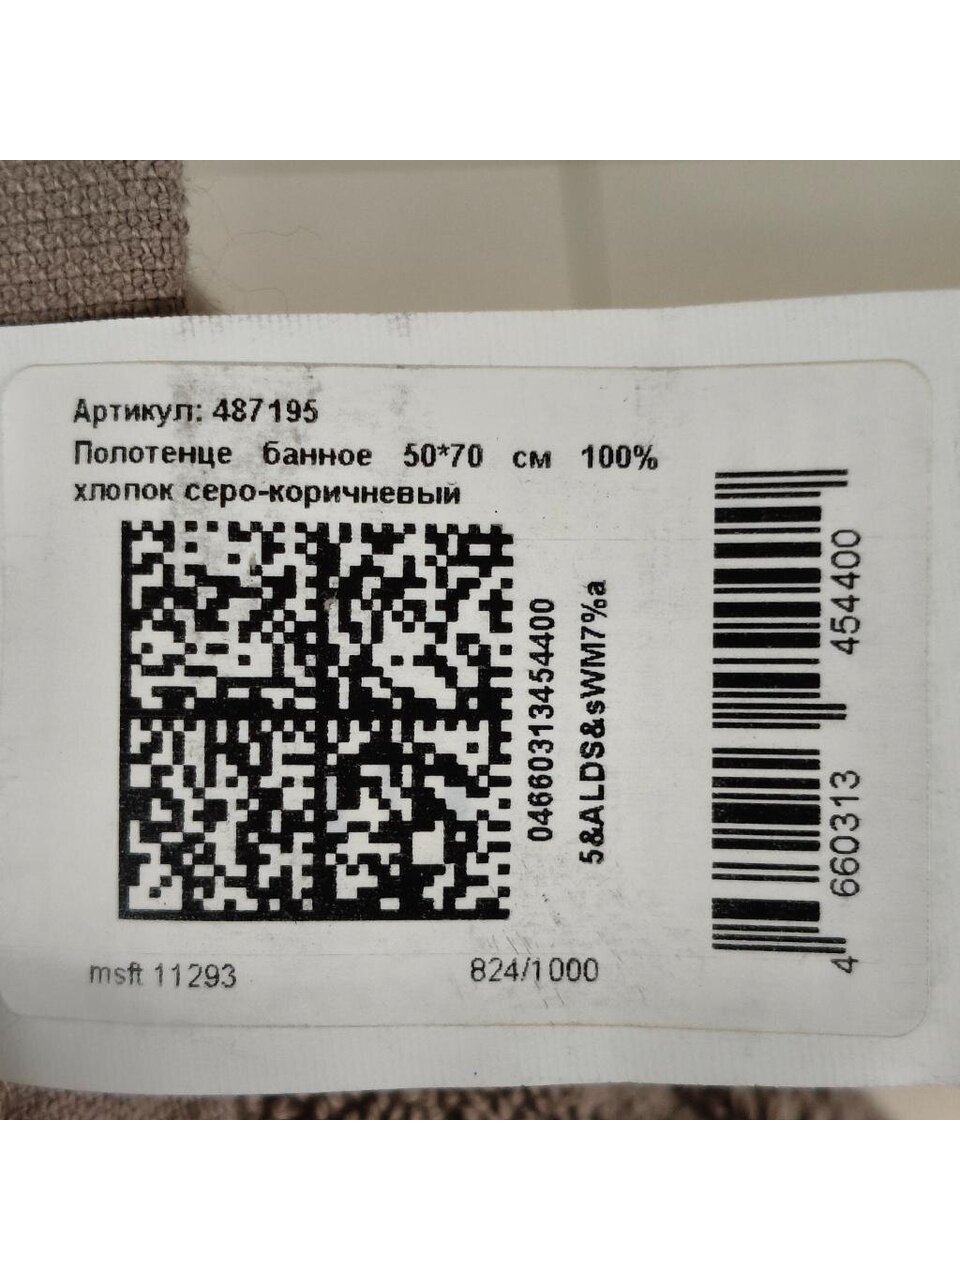 Артикул: 487195
Полотенце банное 50*70 см 100%
хлопок серо-коричневый
04660313454400
5&ALDS&sWM7%a
4 660313 454400
msft 11293
824/1000